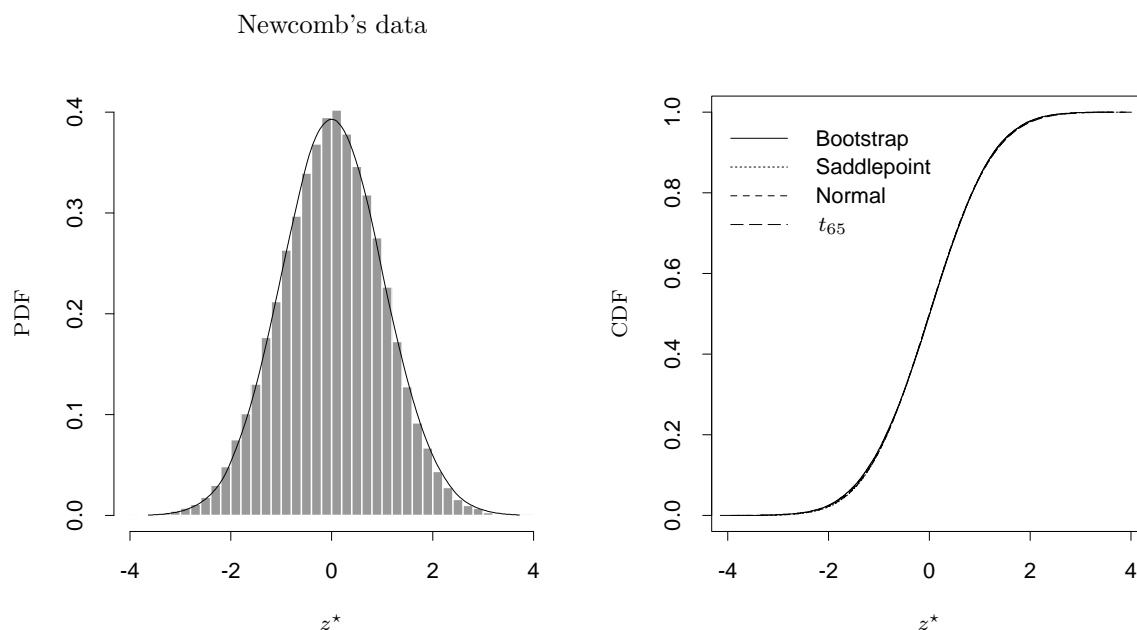 Newcomb's data
PDF
0.0
0.1
0.2
0.3
0.4
-4
-2
0
2
4
z⋆
CDF
0.0
0.2
0.4
0.6
0.8
1.0
Bootstrap
Saddlepoint
Normal
t₆₅
-4
-2
0
2
4
z⋆